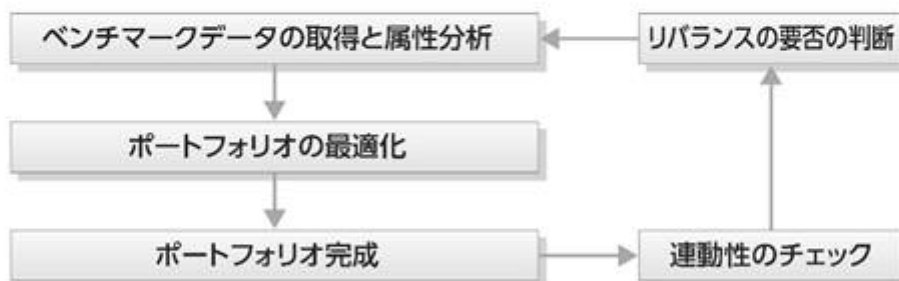 ベンチマークデータの取得と属性分析
リバランスの要否の判断
ポートフォリオの最適化
ポートフォリオ完成
連動性のチェック